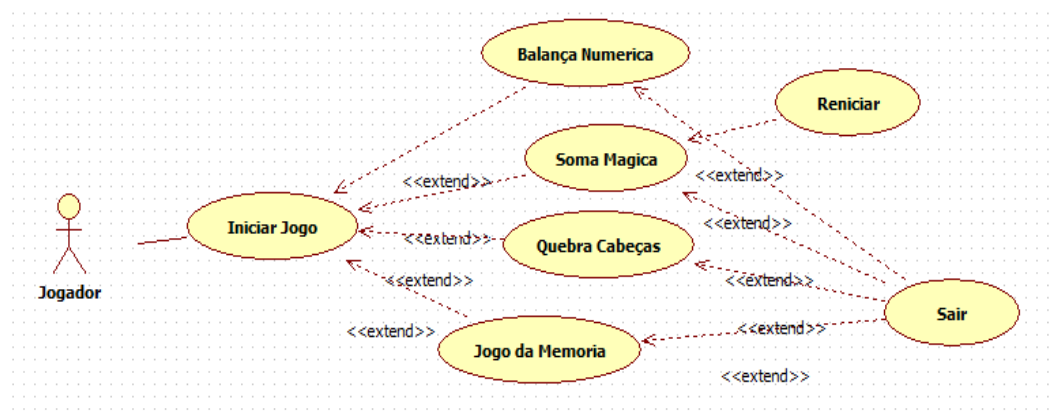 Balança Numerica
Reniciar
Soma Magica
<<extend>>
<<extend>>
Iniciar Jogo
<<extend>>
<<extend>>
Quebra Cabeças
<<extend>>
<<extend>>
Jogador
Sair
<<extend>>
<<extend>>
Jogo da Memoria
<<extend>>